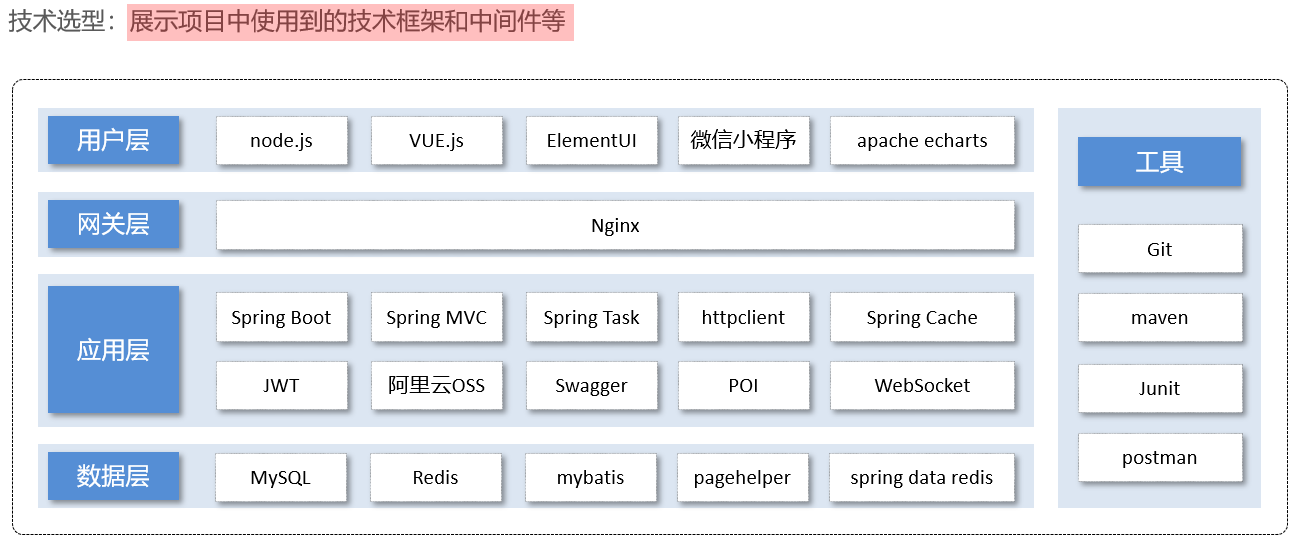 技术选型：展示项目中使用到的技术框架和中间件等
用户层 node.js VUE.js ElementUI 微信小程序 apache echarts
网关层 Nginx
应用层
Spring Boot Spring MVC Spring Task httpclient Spring Cache
JWT 阿里云OSS Swagger POI WebSocket
数据层 MySQL Redis mybatis pagehelper spring data redis
工具
Git
maven
Junit
postman